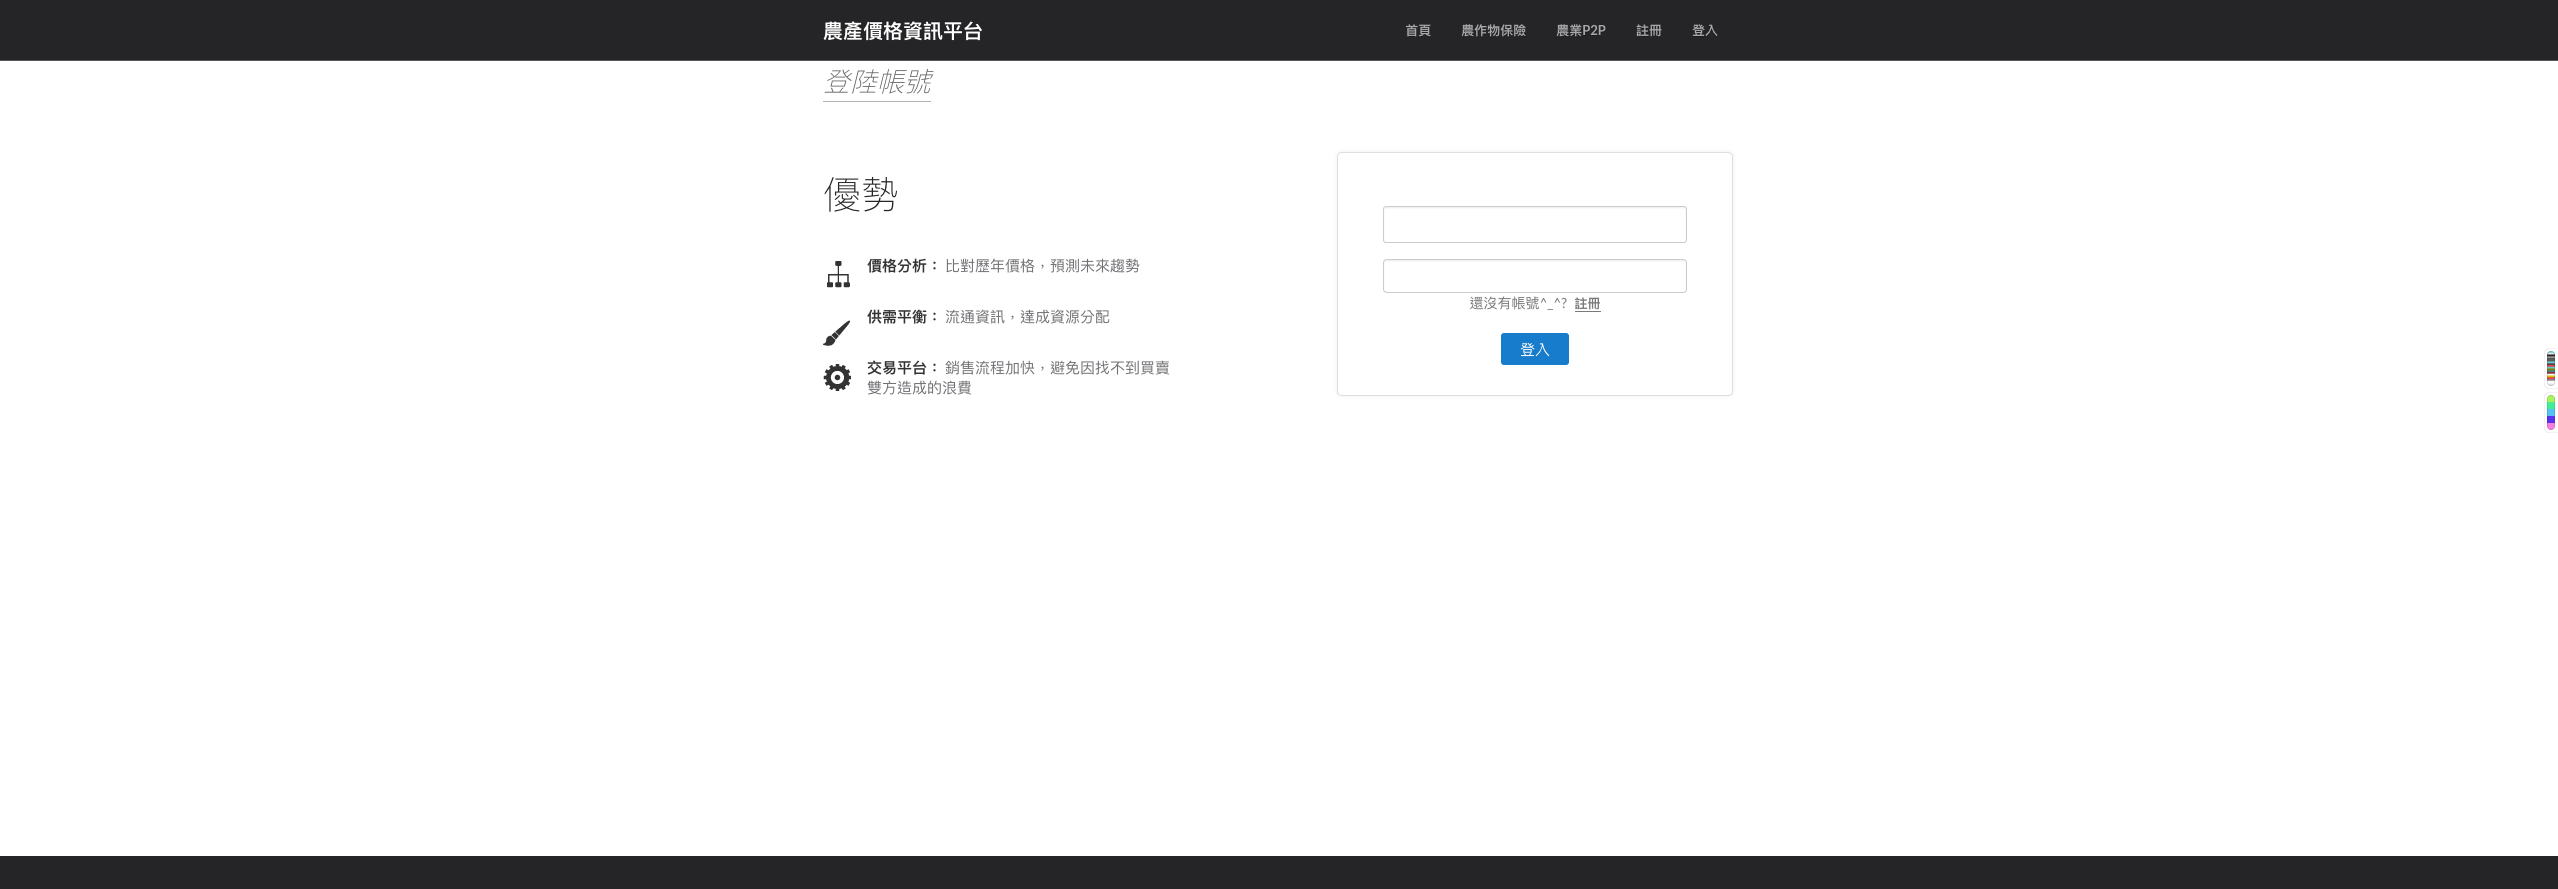 農產價格資訊平台
首頁 農作物保險 農業P2P 註冊 登入
登陸帳號
優勢
價格分析： 比對歷年價格，預測未來趨勢
供需平衡： 流通資訊，達成資源分配
交易平台： 銷售流程加快，避免因找不到買賣
雙方造成的浪費
還沒有帳號^_^? 註冊
登入